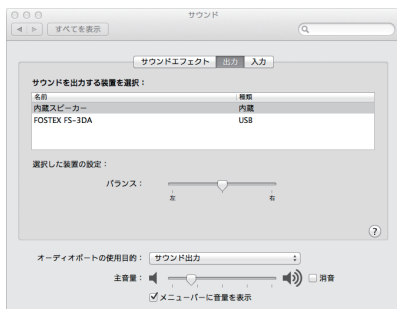 サウンド
すべてを表示
サウンドエフェクト 出力 入力
サウンドを出力する装置を選択：
名前 種類
内蔵スピーカー 内蔵
FOSTEX FS-3DA USB
選択した装置の設定：
バランス：
左 右
?
オーディオポートの使用目的： サウンド出力
主音量： 消音
メニューバーに音量を表示